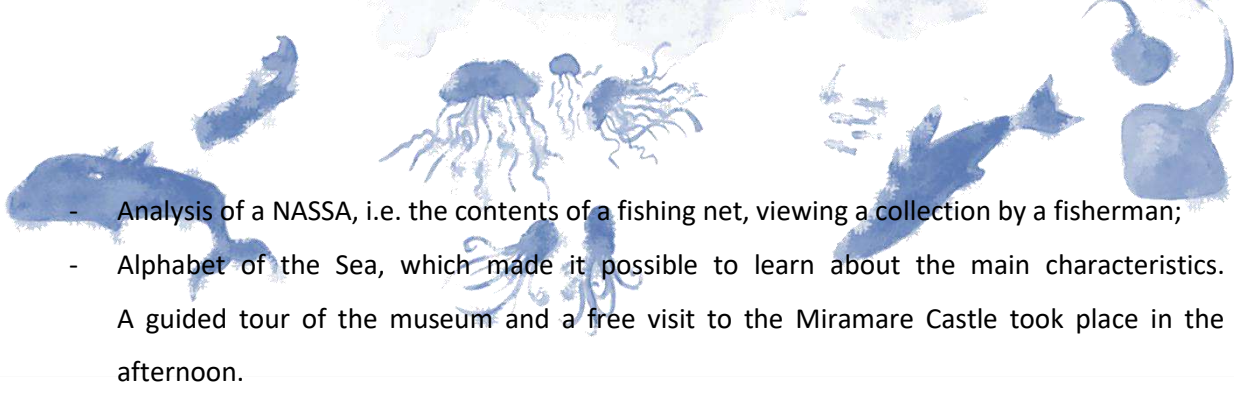 - Analysis of a NASSA, i.e. the contents of a fishing net, viewing a collection by a fisherman;
- Alphabet of the Sea, which made it possible to learn about the main characteristics.
A guided tour of the museum and a free visit to the Miramare Castle took place in the
afternoon.